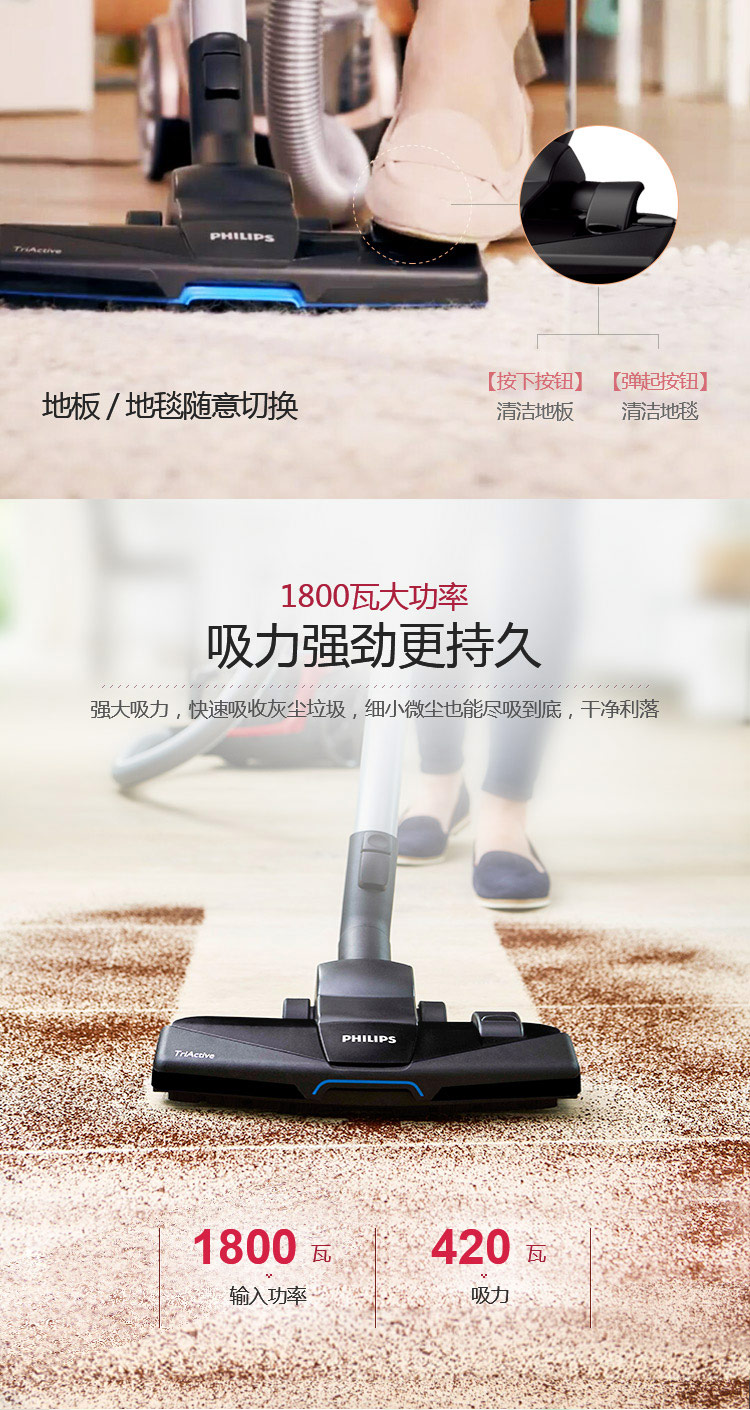 PHILIPS
TriActive
地板 / 地毯随意切换
【按下按钮】 【弹起按钮】
清洁地板 清洁地毯
1800瓦大功率
吸力强劲更持久
强大吸力，快速吸收灰尘垃圾，细小微尘也能尽吸到底，干净利落
PHILIPS
TriActive
1800 瓦 420 瓦
输入功率 吸力